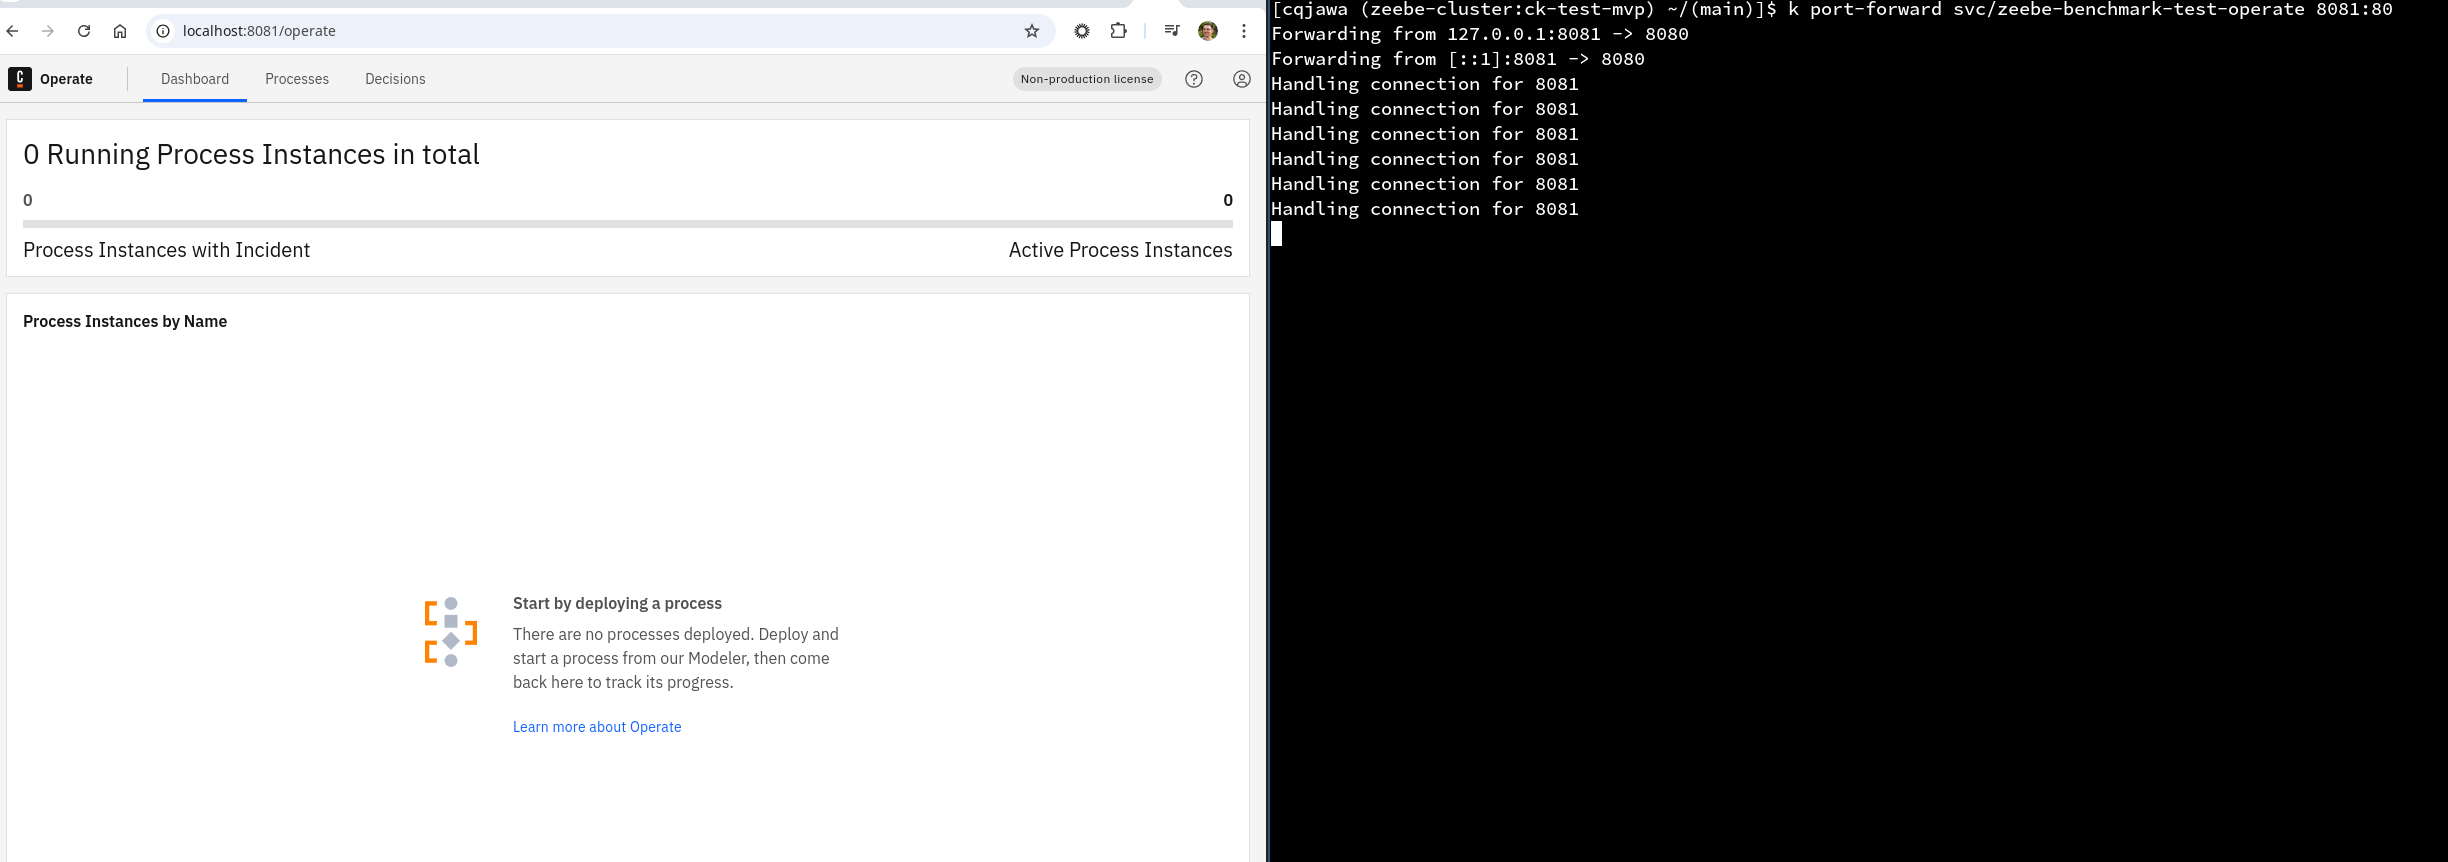 localhost:8081/operate
C Operate Dashboard Processes Decisions Non-production license
0 Running Process Instances in total
0 0
Process Instances with Incident Active Process Instances
Process Instances by Name
Start by deploying a process
There are no processes deployed. Deploy and
start a process from our Modeler, then come
back here to track its progress.
Learn more about Operate
[cqjawa (zeebe-cluster:ck-test-mvp) ~/(main)]$ k port-forward svc/zeebe-benchmark-test-operate 8081:80
Forwarding from 127.0.0.1:8081 -> 8080
Forwarding from [::1]:8081 -> 8080
Handling connection for 8081
Handling connection for 8081
Handling connection for 8081
Handling connection for 8081
Handling connection for 8081
Handling connection for 8081